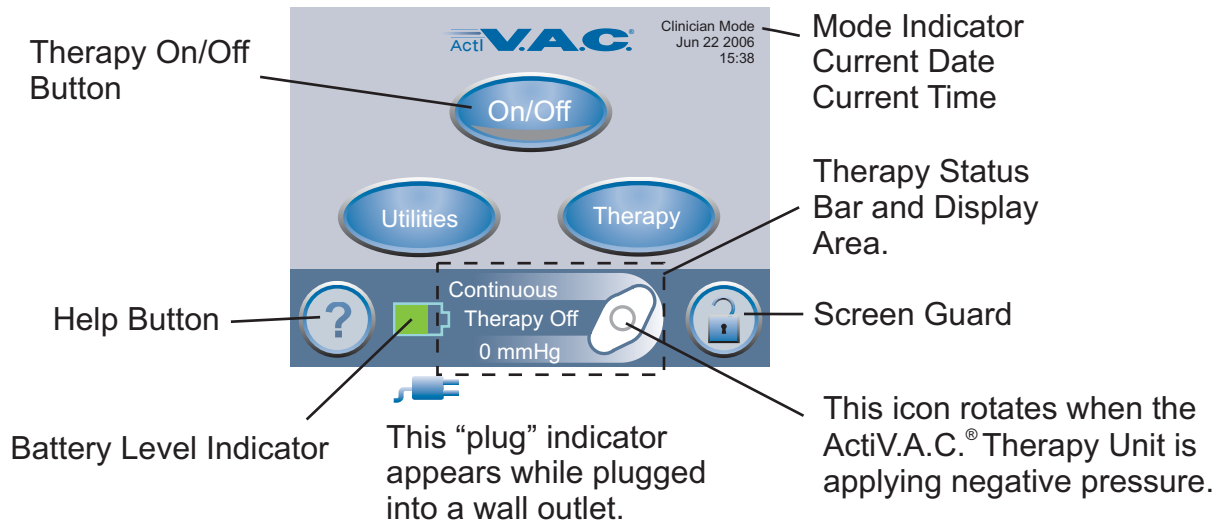 Therapy On/Off
Button
Acti V.A.C.®
Clinician Mode
Jun 22 2006
15:38
Mode Indicator
Current Date
Current Time
On/Off
Utilities
Therapy
Therapy Status
Bar and Display
Area.
Help Button
?
Continuous
Therapy Off
0 mmHg
Screen Guard
Battery Level Indicator
This “plug” indicator
appears while plugged
into a wall outlet.
This icon rotates when the
ActiV.A.C.® Therapy Unit is
applying negative pressure.